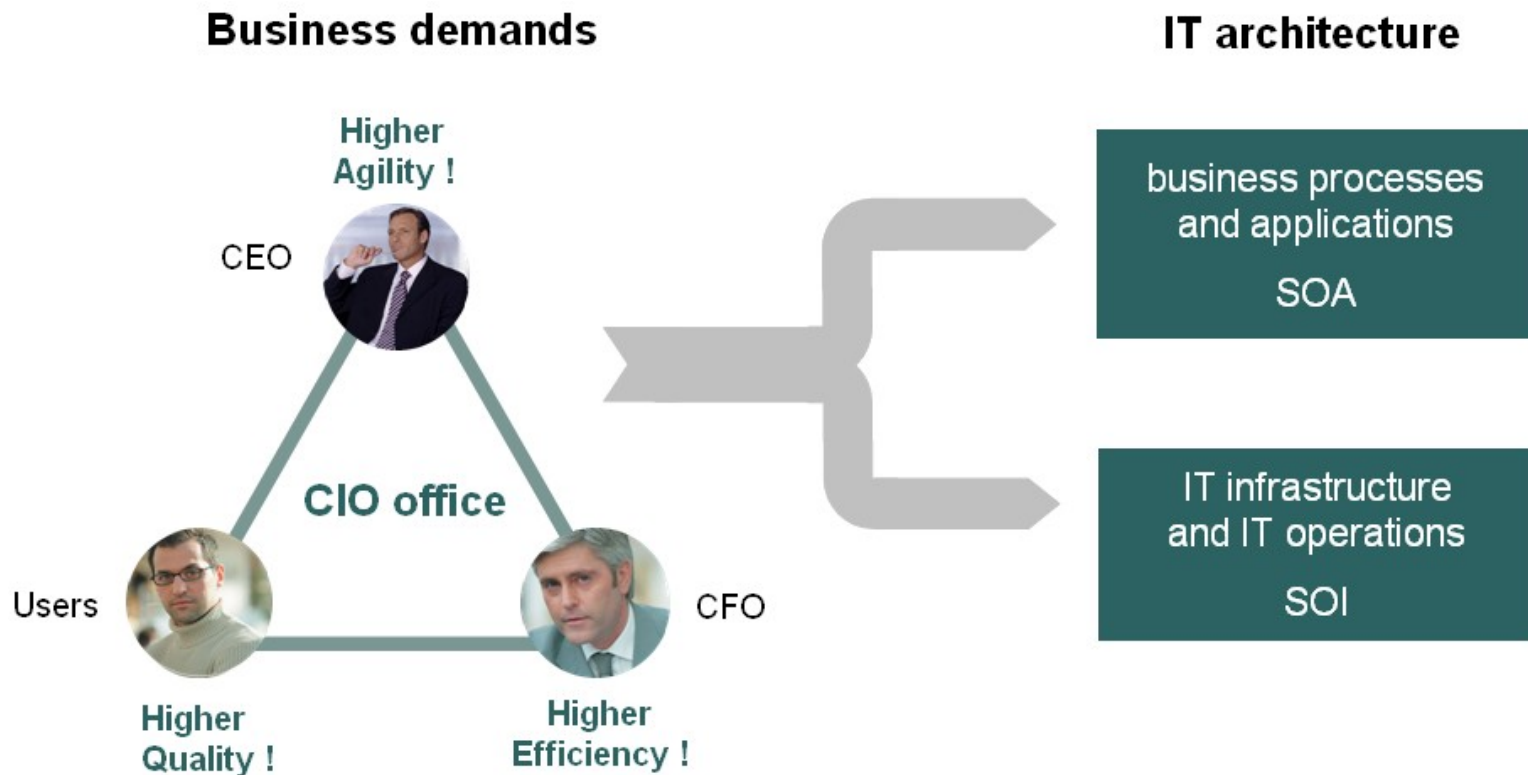 Business demands
IT architecture
Higher
Agility !
CEO
CIO office
Users
CFO
Higher
Quality !
Higher
Efficiency !
business processes
and applications
SOA
IT infrastructure
and IT operations
SOI